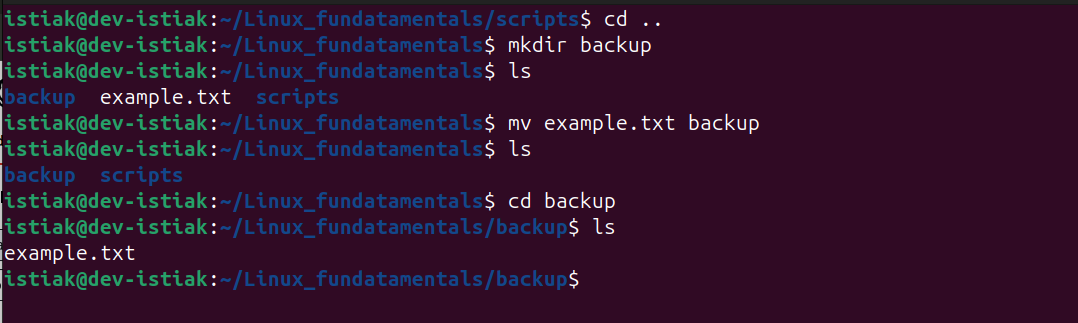 istiak@dev-istiak:~/Linux_fundatamentals/scripts$ cd ..
istiak@dev-istiak:~/Linux_fundatamentals$ mkdir backup
istiak@dev-istiak:~/Linux_fundatamentals$ ls
backup  example.txt  scripts
istiak@dev-istiak:~/Linux_fundatamentals$ mv example.txt backup
istiak@dev-istiak:~/Linux_fundatamentals$ ls
backup  scripts
istiak@dev-istiak:~/Linux_fundatamentals$ cd backup
istiak@dev-istiak:~/Linux_fundatamentals/backup$ ls
example.txt
istiak@dev-istiak:~/Linux_fundatamentals/backup$